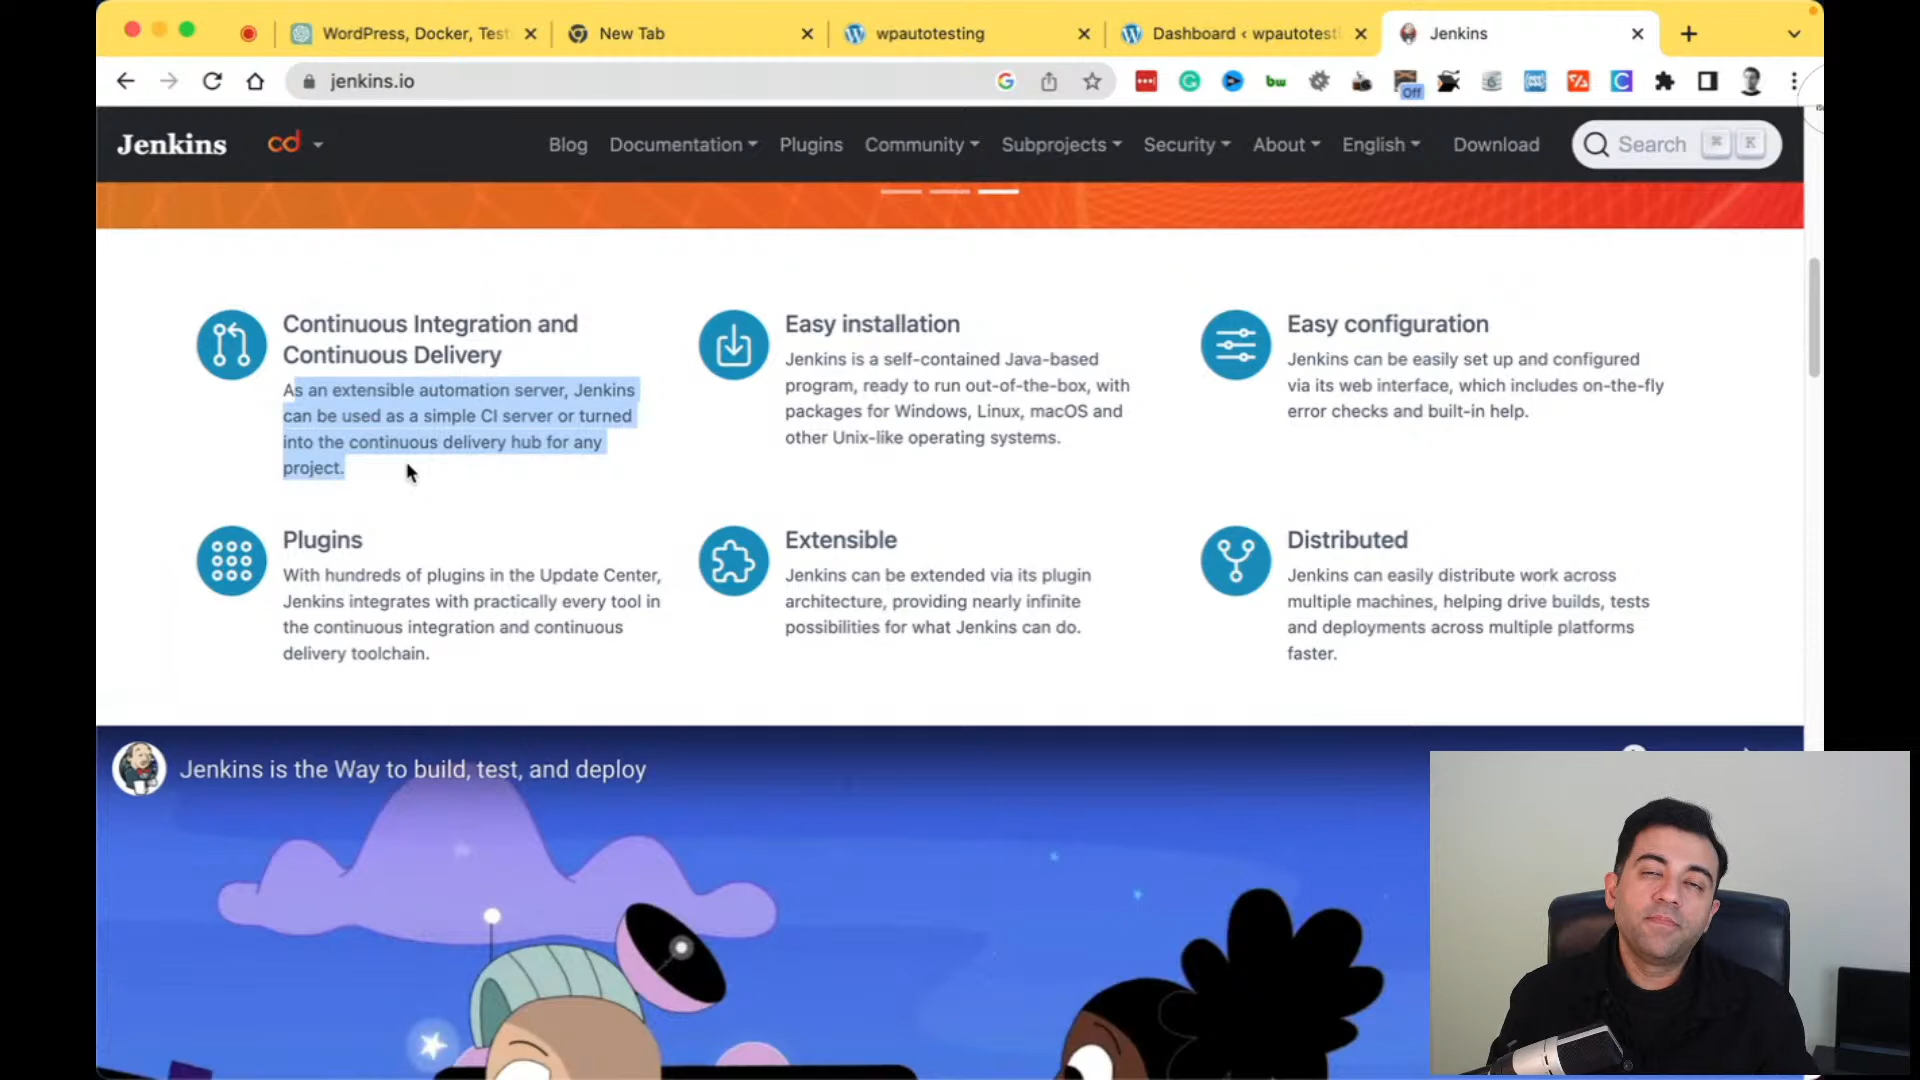 WordPress, Docker, Test
New Tab
wpautotesting
Dashboard ‹ wpautotesti
Jenkins
jenkins.io
Off
Jenkins
cd
Blog
Documentation
Plugins
Community
Subprojects
Security
About
English
Download
Search
⌘
K
Continuous Integration and
Continuous Delivery
As an extensible automation server, Jenkins
can be used as a simple CI server or turned
into the continuous delivery hub for any
project.
Easy installation
Jenkins is a self-contained Java-based
program, ready to run out-of-the-box, with
packages for Windows, Linux, macOS and
other Unix-like operating systems.
Easy configuration
Jenkins can be easily set up and configured
via its web interface, which includes on-the-fly
error checks and built-in help.
Plugins
With hundreds of plugins in the Update Center,
Jenkins integrates with practically every tool in
the continuous integration and continuous
delivery toolchain.
Extensible
Jenkins can be extended via its plugin
architecture, providing nearly infinite
possibilities for what Jenkins can do.
Distributed
Jenkins can easily distribute work across
multiple machines, helping drive builds, tests
and deployments across multiple platforms
faster.
Jenkins is the Way to build, test, and deploy